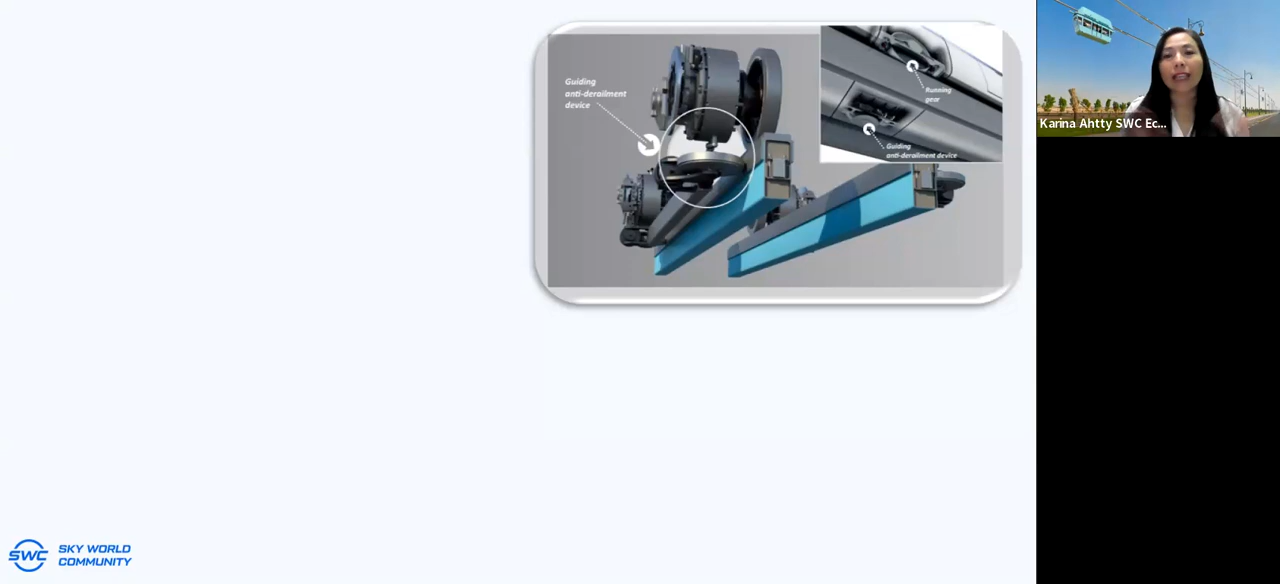 Guiding
anti-derailment
device
Running
gear
Guiding
anti-derailment device
Karina Ahtty SWC Ec...
SWC
SKY WORLD
COMMUNITY